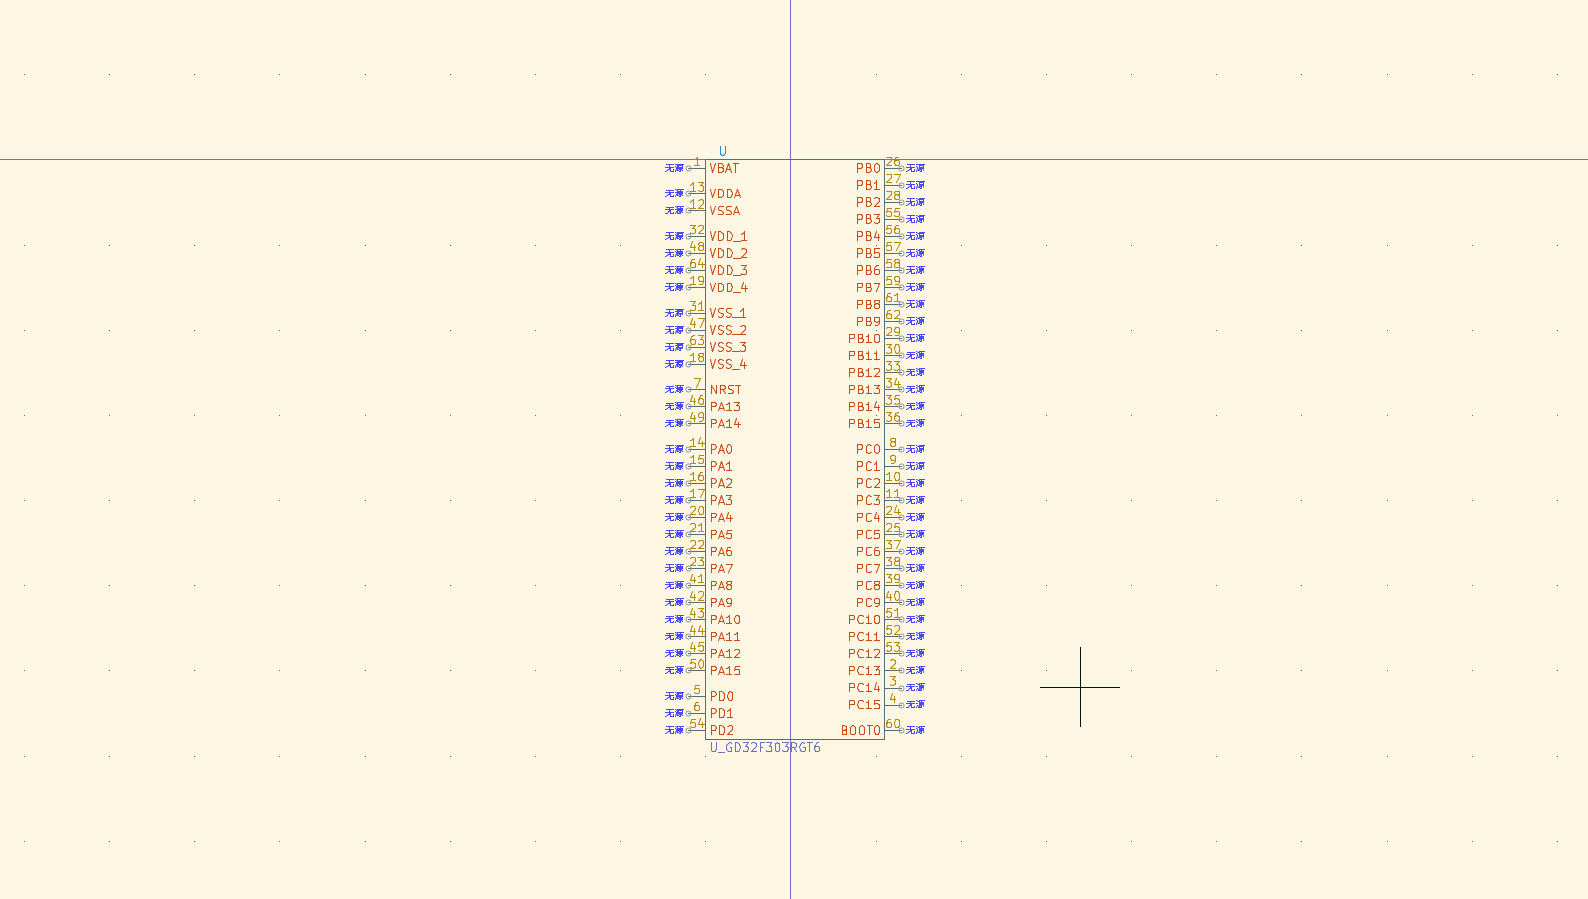 U
无源 1 VBAT PB0 26 无源
PB1 27 无源
无源 13 VDDA
PB2 28 无源
无源 12 VSSA
PB3 55 无源
无源 32 VDD_1 PB4 56 无源
无源 48 VDD_2 PB5 57 无源
无源 64 VDD_3 PB6 58 无源
无源 19 VDD_4 PB7 59 无源
PB8 61 无源
无源 31 VSS_1
PB9 62 无源
无源 47 VSS_2
PB10 29 无源
无源 63 VSS_3
PB11 30 无源
无源 18 VSS_4
PB12 33 无源
无源 7 NRST PB13 34 无源
无源 46 PA13 PB14 35 无源
无源 49 PA14 PB15 36 无源
无源 14 PA0 PC0 8 无源
无源 15 PA1 PC1 9 无源
无源 16 PA2 PC2 10 无源
无源 17 PA3 PC3 11 无源
无源 20 PA4 PC4 24 无源
无源 21 PA5 PC5 25 无源
无源 22 PA6 PC6 37 无源
无源 23 PA7 PC7 38 无源
无源 41 PA8 PC8 39 无源
无源 42 PA9 PC9 40 无源
无源 43 PA10 PC10 51 无源
无源 44 PA11 PC11 52 无源
无源 45 PA12 PC12 53 无源
无源 50 PA15 PC13 2 无源
PC14 3 无源
无源 5 PD0
PC15 4 无源
无源 6 PD1
无源 54 PD2 BOOT0 60 无源
U_GD32F303RGT6